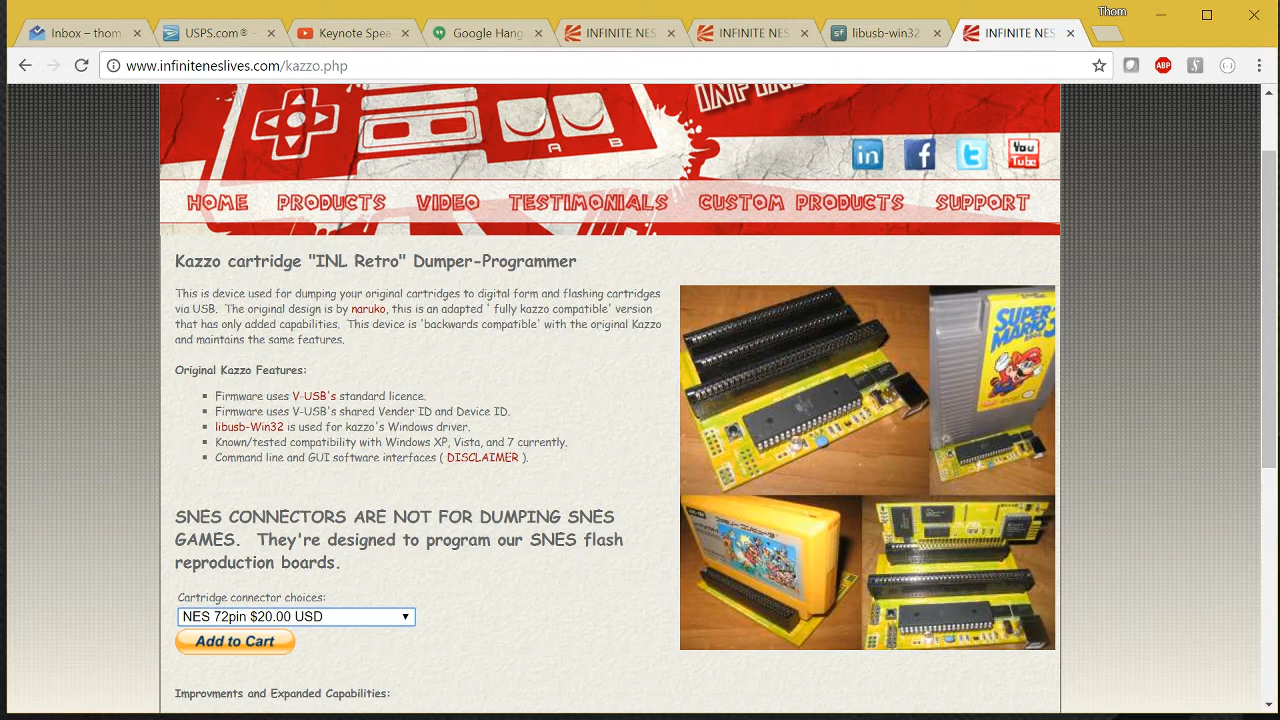 Thom
Inbox – thom
USPS.com® -
Keynote Spea
Google Hang
INFINITE NES
INFINITE NES
libusb-win32
INFINITE NES
www.infiniteneslives.com/kazzo.php
ABP
A B
in
f
t
You
Tube
HOME PRODUCTS VIDEO TESTIMONIALS CUSTOM PRODUCTS SUPPORT
Kazzo cartridge "INL Retro" Dumper-Programmer
This is device used for dumping your original cartridges to digital form and flashing cartridges
via USB. The original design is by naruko, this is an adapted ' fully kazzo compatible' version
that has only added capabilities. This device is 'backwards compatible' with the original Kazzo
and maintains the same features.
Original Kazzo Features:
Firmware uses V-USB's standard licence.
Firmware uses V-USB's shared Vender ID and Device ID.
libusb-Win32 is used for kazzo's Windows driver.
Known/tested compatibility with Windows XP, Vista, and 7 currently.
Command line and GUI software interfaces ( DISCLAIMER ).
SUPER
MARIO
SNES CONNECTORS ARE NOT FOR DUMPING SNES
GAMES. They're designed to program our SNES flash
reproduction boards.
Cartridge connector choices:
NES 72pin $20.00 USD
Add to Cart
Improvments and Expanded Capabilities: